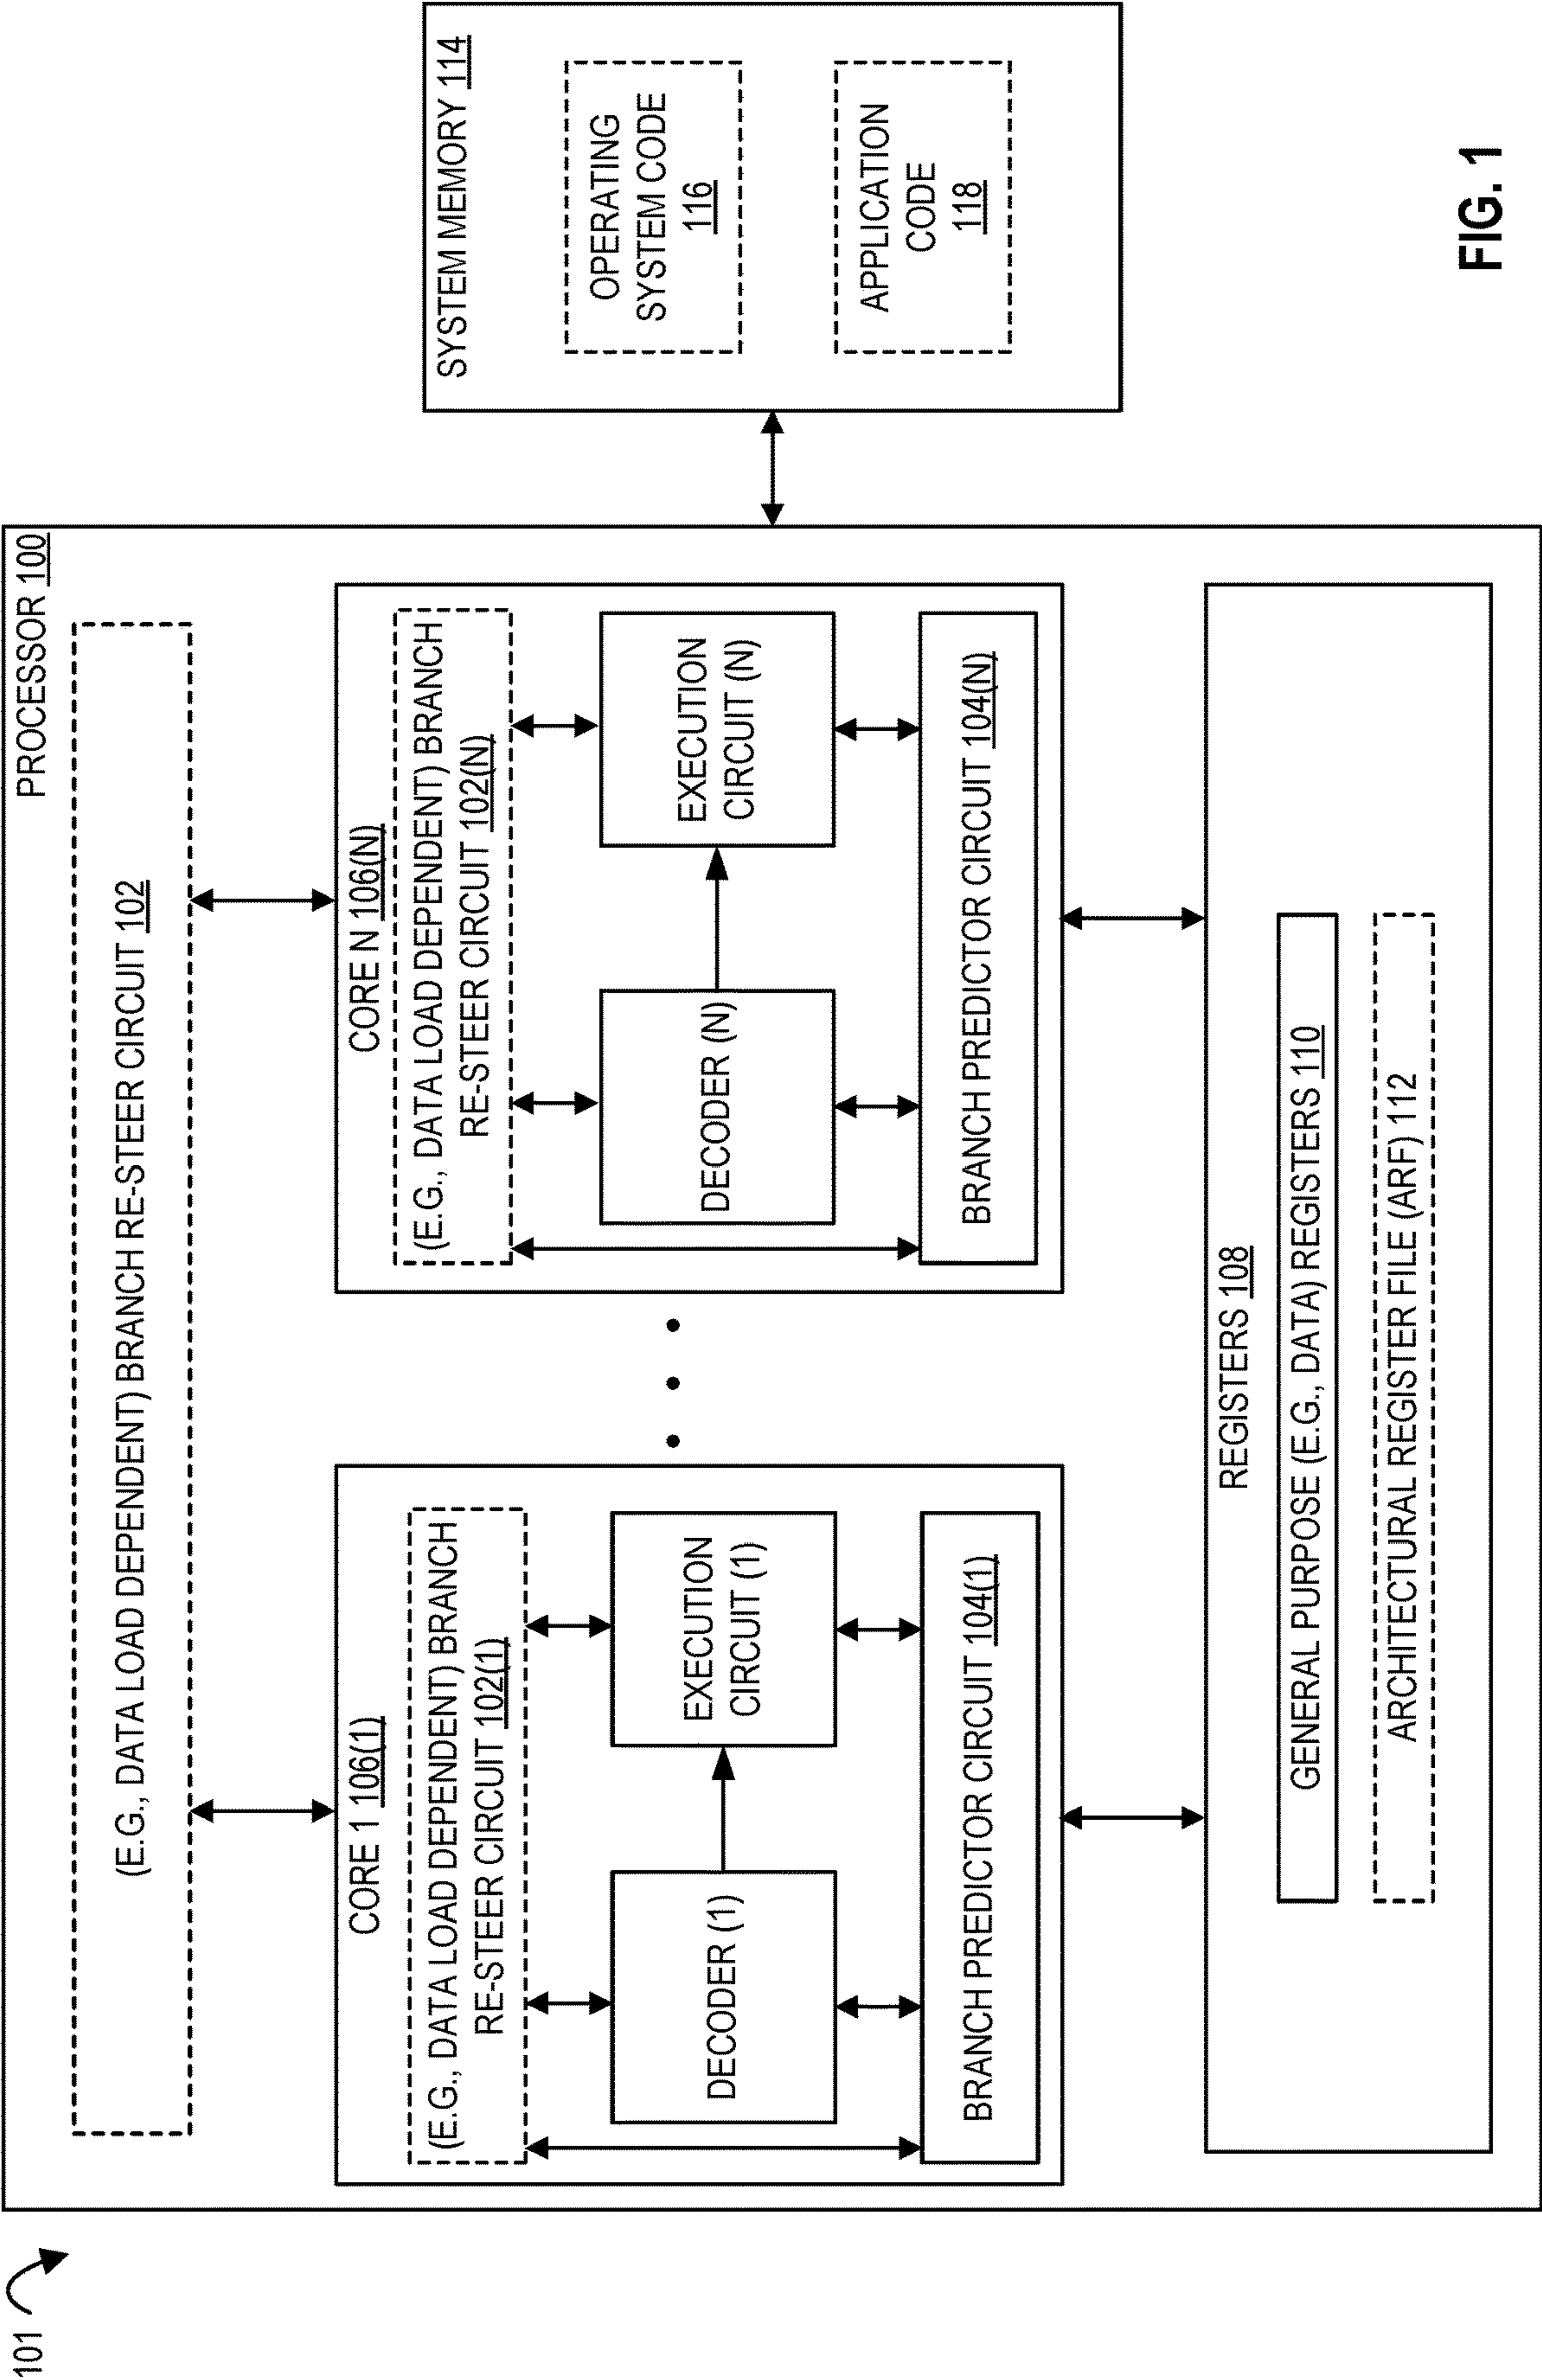 101
PROCESSOR 100
(E.G., DATA LOAD DEPENDENT) BRANCH RE-STEER CIRCUIT 102
CORE 1 106(1)
(E.G., DATA LOAD DEPENDENT) BRANCH
RE-STEER CIRCUIT 102(1)
DECODER (1)
EXECUTION
CIRCUIT (1)
BRANCH PREDICTOR CIRCUIT 104(1)
• • •
CORE N 106(N)
(E.G., DATA LOAD DEPENDENT) BRANCH
RE-STEER CIRCUIT 102(N)
DECODER (N)
EXECUTION
CIRCUIT (N)
BRANCH PREDICTOR CIRCUIT 104(N)
REGISTERS 108
GENERAL PURPOSE (E.G., DATA) REGISTERS 110
ARCHITECTURAL REGISTER FILE (ARF) 112
SYSTEM MEMORY 114
OPERATING
SYSTEM CODE
116
APPLICATION
CODE
118
FIG. 1